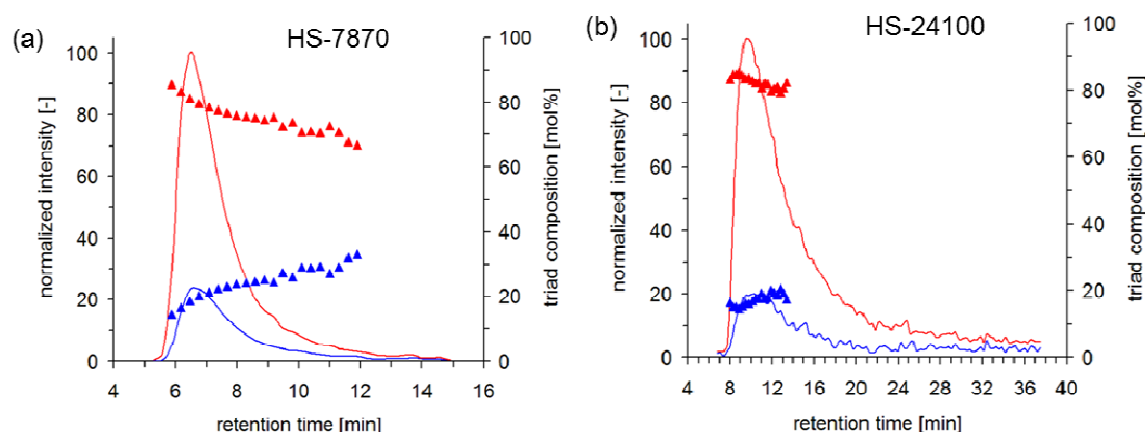 (a)
HS-7870
normalized intensity [-]
100
80
60
40
20
0
100
80
60
40
20
0
triad composition [mol%]
4 6 8 10 12 14 16
retention time [min]
(b)
HS-24100
normalized intensity [-]
100
80
60
40
20
0
100
80
60
40
20
0
triad composition [mol%]
4 8 12 16 20 24 28 32 36 40
retention time [min]